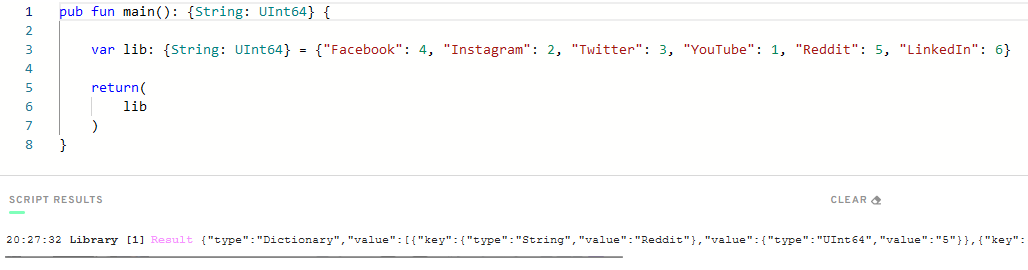 1 pub fun main(): {String: UInt64} {
2
3 var lib: {String: UInt64} = {"Facebook": 4, "Instagram": 2, "Twitter": 3, "YouTube": 1, "Reddit": 5, "LinkedIn": 6}
4
5 return(
6 lib
7 )
8 }
SCRIPT RESULTS CLEAR
20:27:32 Library [1] Result {"type":"Dictionary","value":[{"key":{"type":"String","value":"Reddit"},"value":{"type":"UInt64","value":"5"}},{"key":